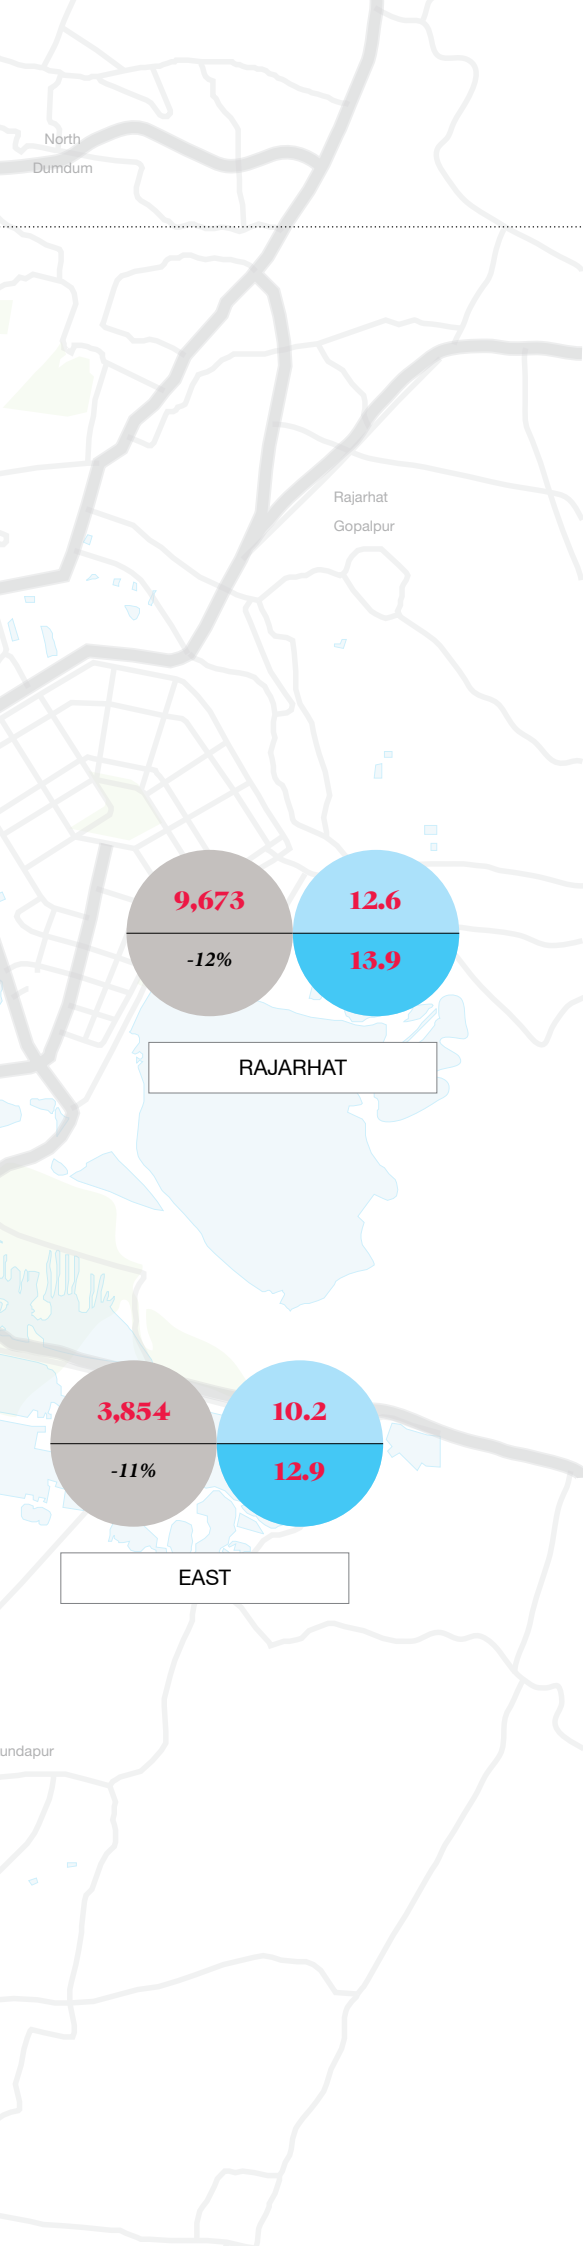 North
Dumdum
Rajarhat
Gopalpur
9,673
12.6
-12%
13.9
RAJARHAT
3,854
10.2
-11%
12.9
EAST
undapur